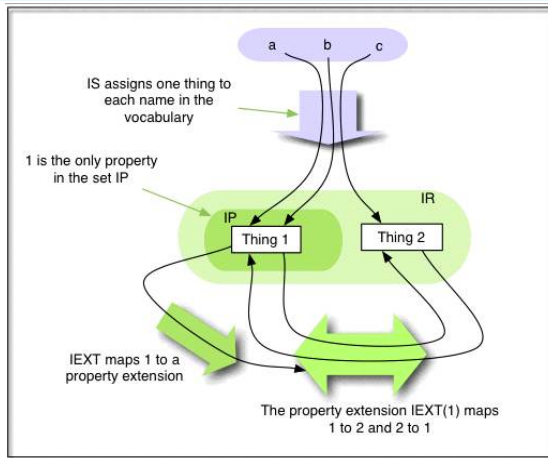 a b c
IS assigns one thing to
each name in the
vocabulary
1 is the only property
in the set IP
IP
IR
Thing 1
Thing 2
IEXT maps 1 to a
property extension
The property extension IEXT(1) maps
1 to 2 and 2 to 1